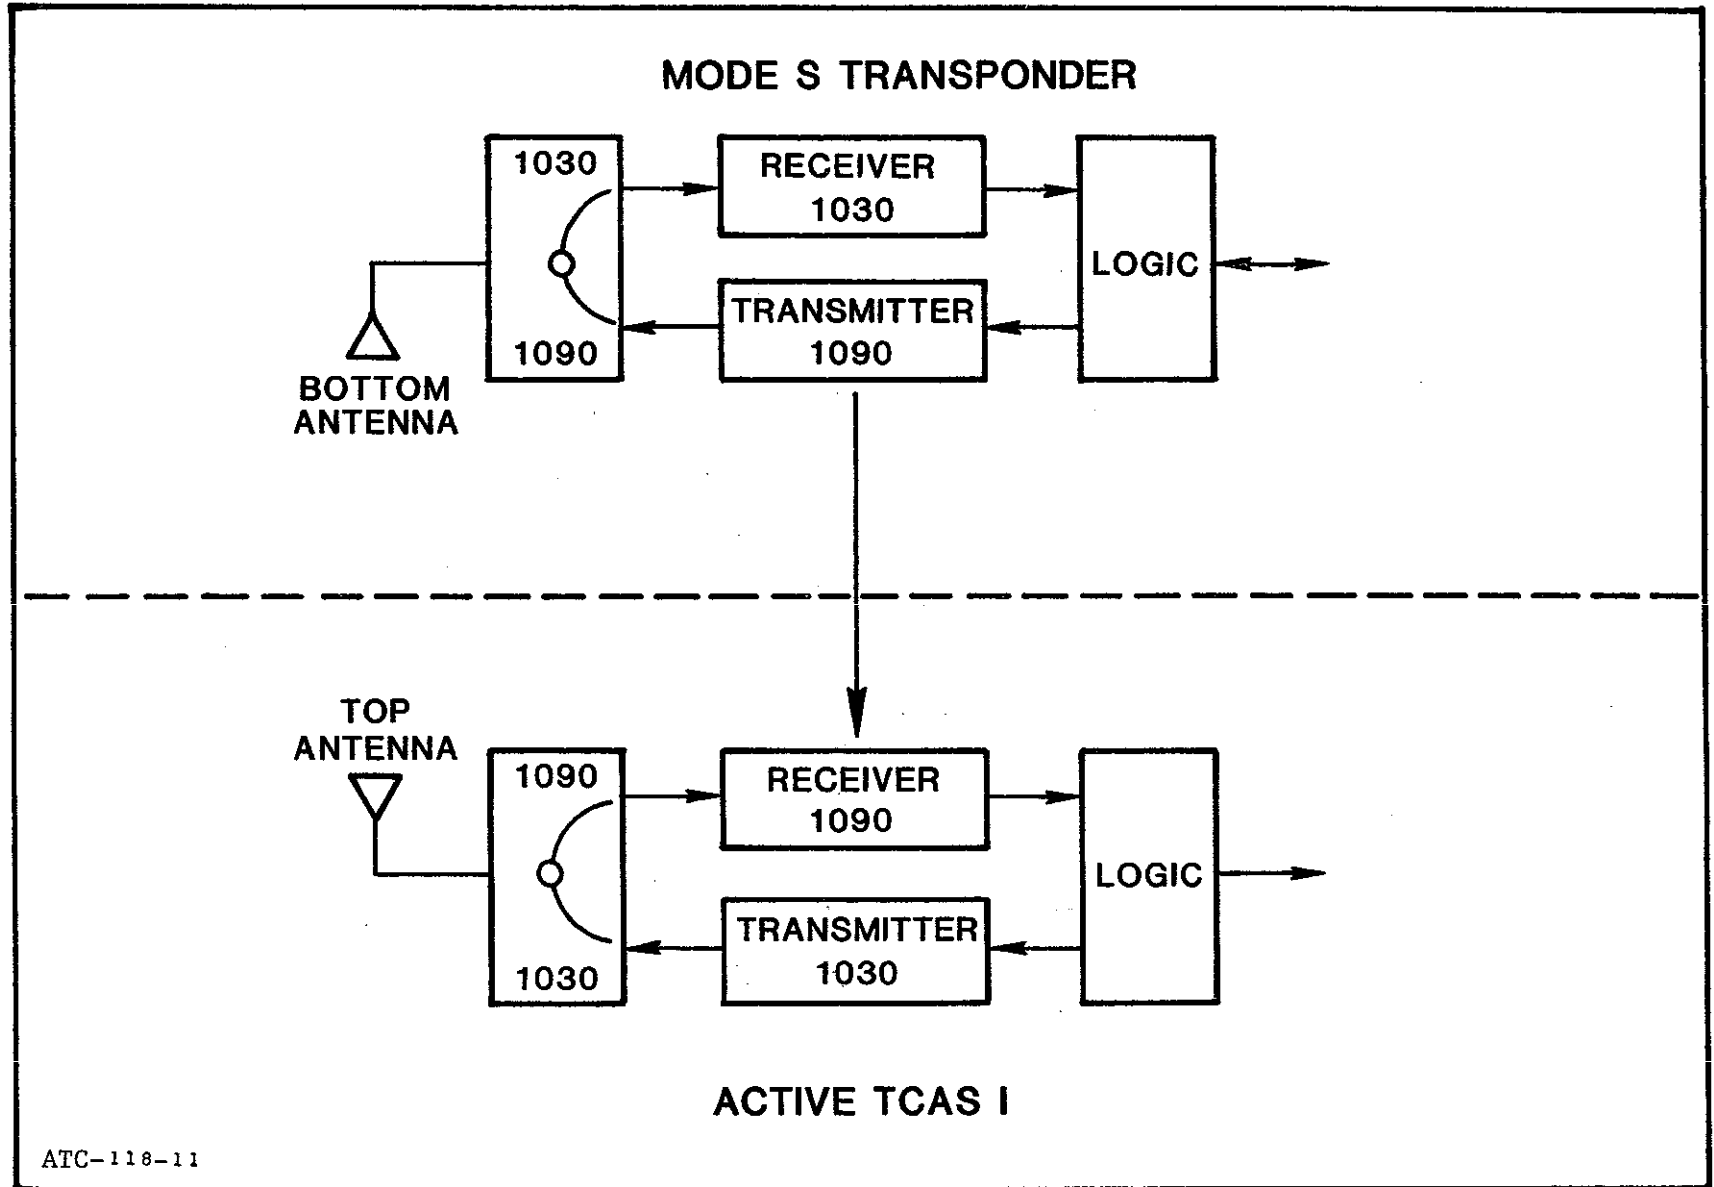 MODE S TRANSPONDER
1030
RECEIVER
1030
LOGIC
TRANSMITTER
1090
1090
BOTTOM
ANTENNA
TOP
ANTENNA
1090
RECEIVER
1090
LOGIC
TRANSMITTER
1030
1030
ACTIVE TCAS I
ATC-118-11